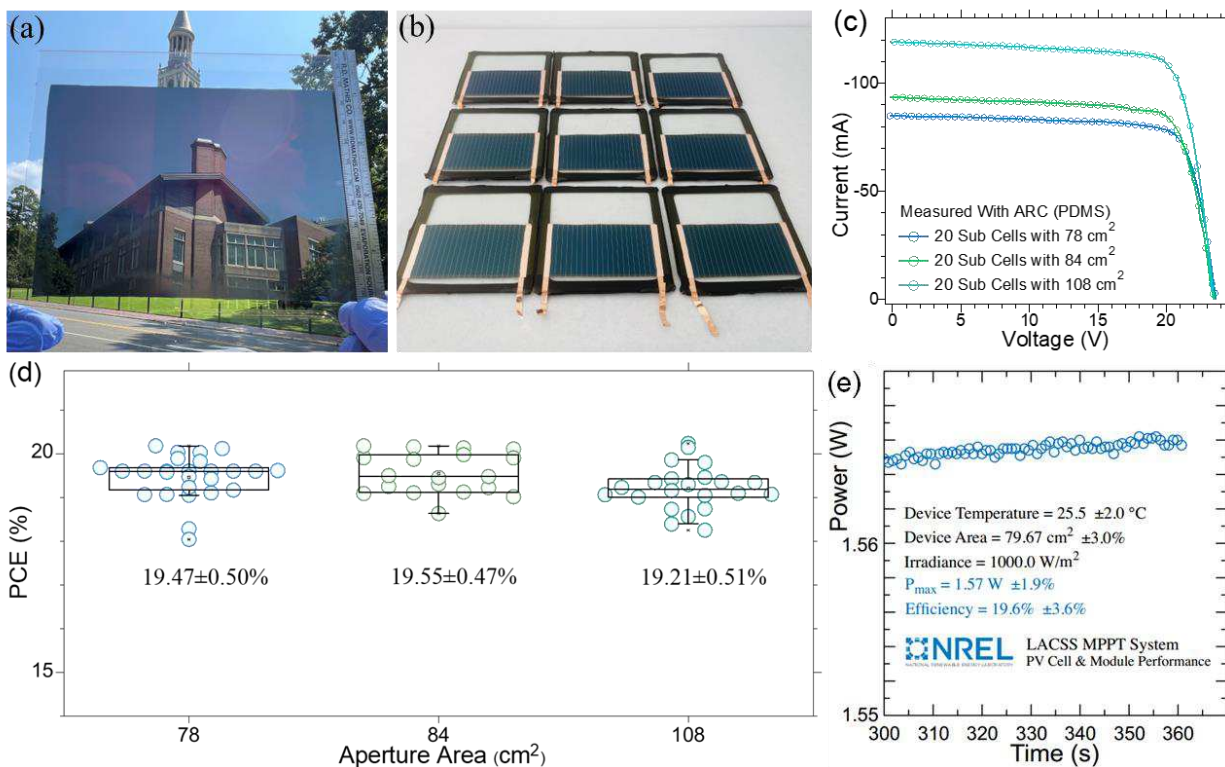 (a)
(b)
(c)
-100
-50
0
Current (mA)
Measured With ARC (PDMS)
20 Sub Cells with 78 cm²
20 Sub Cells with 84 cm²
20 Sub Cells with 108 cm²
0 5 10 15 20
Voltage (V)
(d)
20
15
PCE (%)
19.47±0.50%
19.55±0.47%
19.21±0.51%
78 84 108
Aperture Area (cm²)
(e)
Power (W)
1.56
1.55
Device Temperature = 25.5 ±2.0 °C
Device Area = 79.67 cm² ±3.0%
Irradiance = 1000.0 W/m²
Pmax = 1.57 W ±1.9%
Efficiency = 19.6% ±3.6%
NREL
NATIONAL RENEWABLE ENERGY LABORATORY
LACSS MPPT System
PV Cell & Module Performance
300 310 320 330 340 350 360
Time (s)